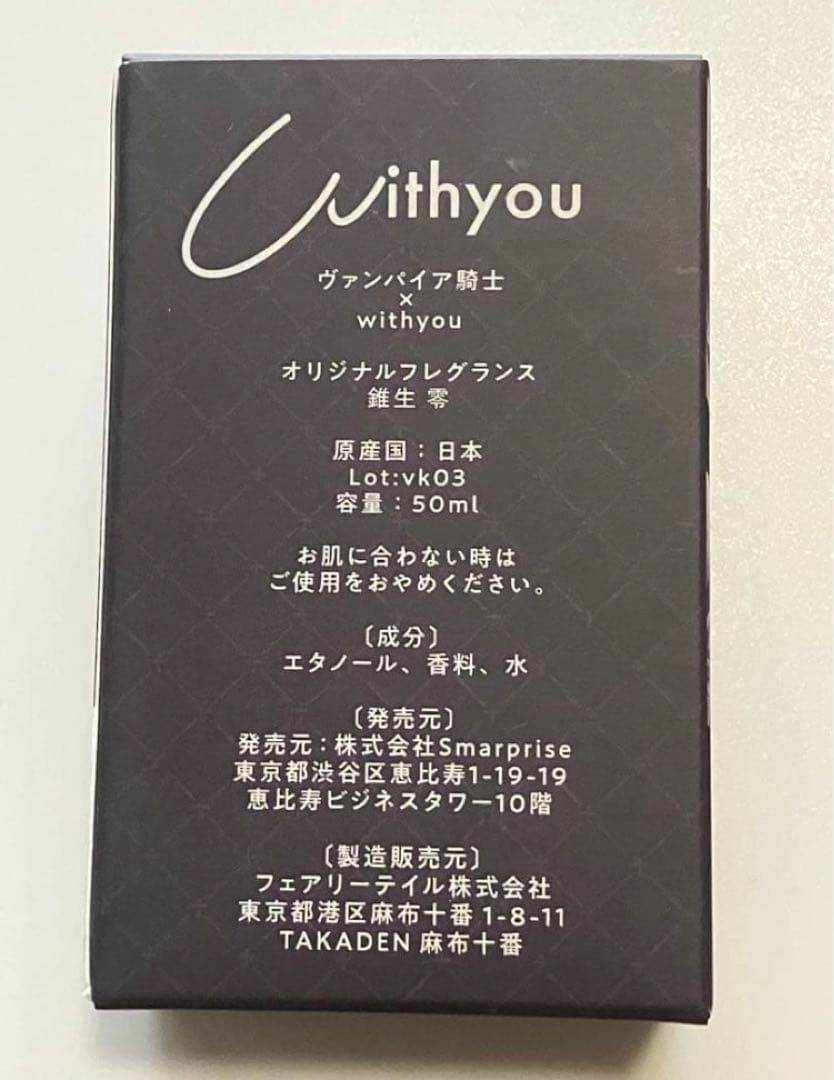 withyou
ヴァンパイア騎士
×
withyou
オリジナルフレグランス
錐生 零
原産国：日本
Lot:vk03
容量：50ml
お肌に合わない時は
ご使用をおやめください。
〔成分〕
エタノール、香料、水
〔発売元〕
発売元：株式会社Smarprise
東京都渋谷区恵比寿1-19-19
恵比寿ビジネスタワー10階
〔製造販売元〕
フェアリーテイル株式会社
東京都港区麻布十番 1-8-11
TAKADEN 麻布十番